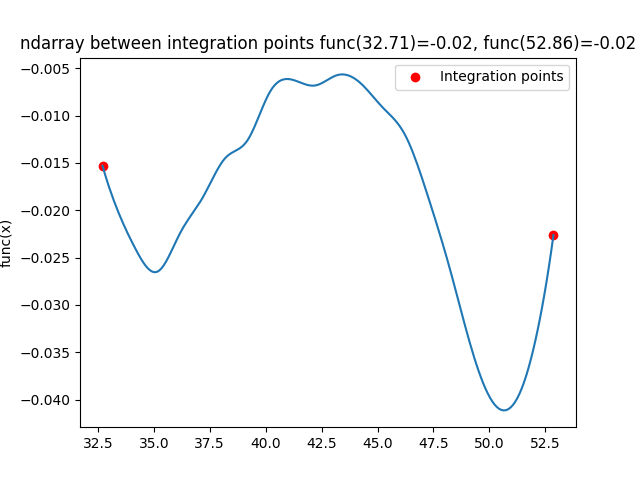 ndarray between integration points func(32.71)=-0.02, func(52.86)=-0.02
Integration points
func(x)
−0.005
−0.010
−0.015
−0.020
−0.025
−0.030
−0.035
−0.040
32.5 35.0 37.5 40.0 42.5 45.0 47.5 50.0 52.5